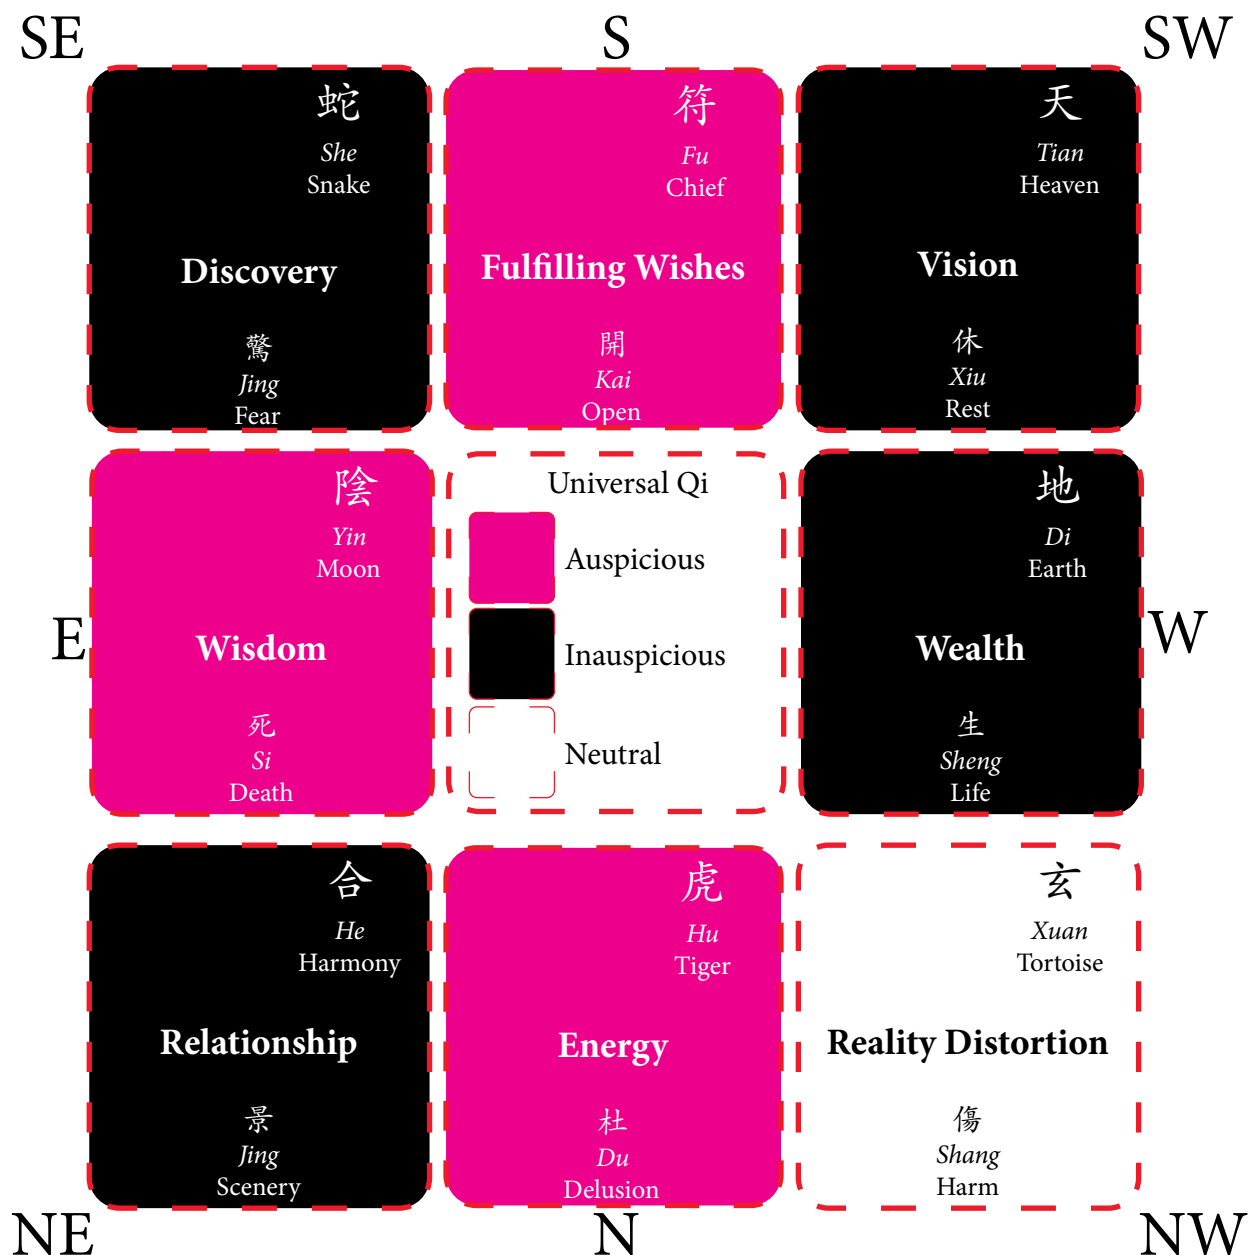 SE
S
SW
蛇
She
Snake
Discovery
驚
Jing
Fear
符
Fu
Chief
Fulfilling Wishes
開
Kai
Open
天
Tian
Heaven
Vision
休
Xiu
Rest
E
陰
Yin
Moon
Wisdom
死
Si
Death
Universal Qi
Auspicious
Inauspicious
Neutral
地
Di
Earth
Wealth
生
Sheng
Life
W
合
He
Harmony
Relationship
景
Jing
Scenery
虎
Hu
Tiger
Energy
杜
Du
Delusion
玄
Xuan
Tortoise
Reality Distortion
傷
Shang
Harm
NE
N
NW